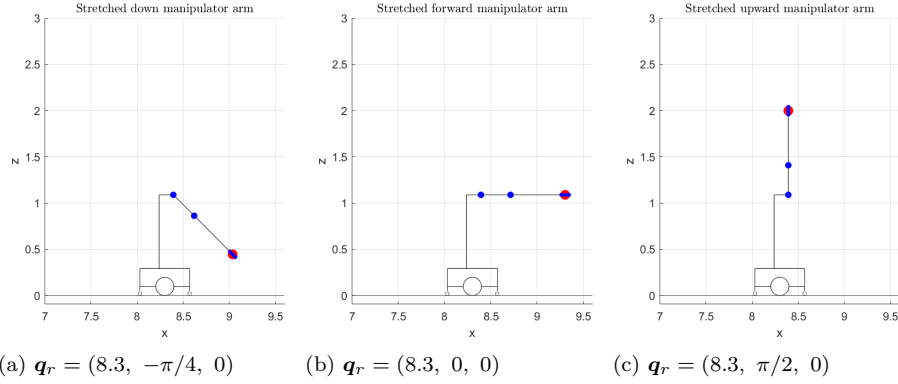 Stretched down manipulator arm
3
2.5
2
1.5
1
0.5
0
z
7 7.5 8 8.5 9 9.5
x
(a) q_r = (8.3, −π/4, 0)
Stretched forward manipulator arm
3
2.5
2
1.5
1
0.5
0
z
7 7.5 8 8.5 9 9.5
x
(b) q_r = (8.3, 0, 0)
Stretched upward manipulator arm
3
2.5
2
1.5
1
0.5
0
z
7 7.5 8 8.5 9 9.5
x
(c) q_r = (8.3, π/2, 0)